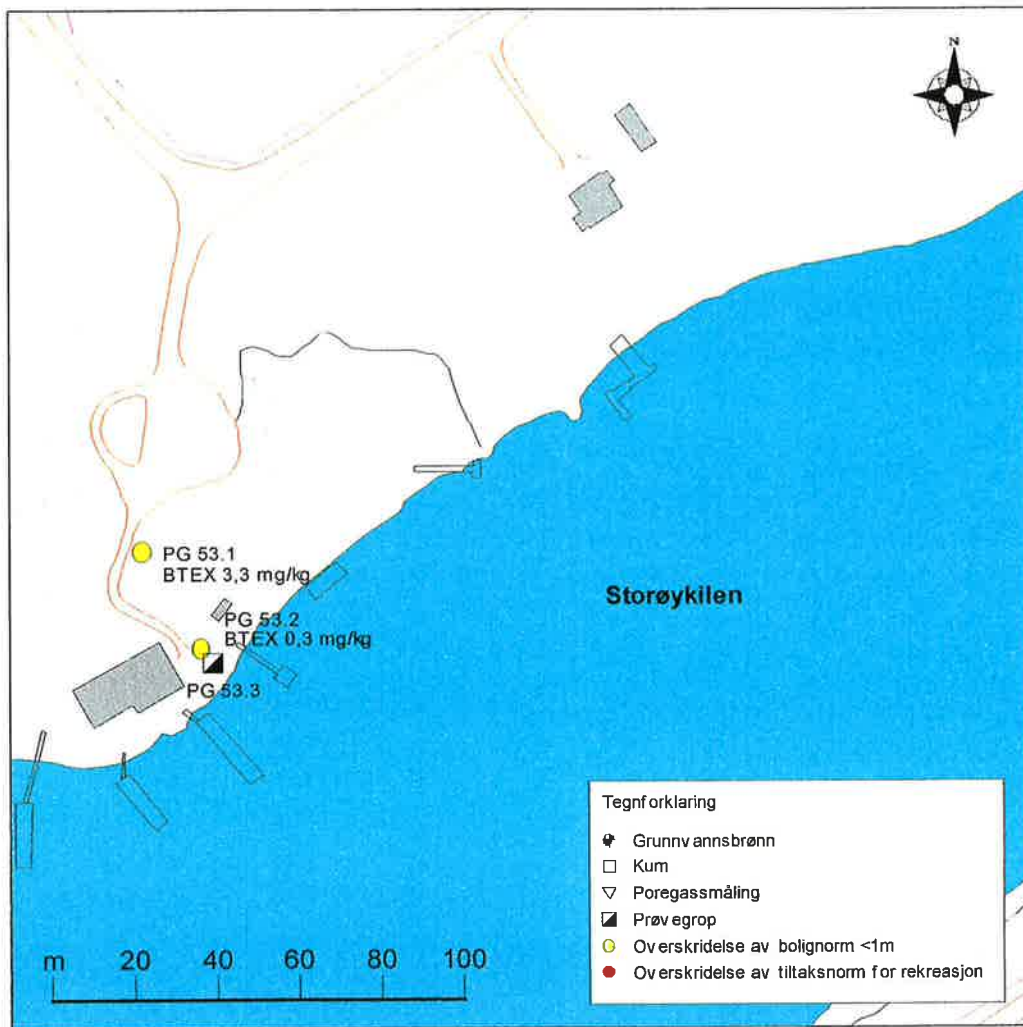 N
PG 53.1
BTEX 3,3 mg/kg
PG 53.2
BTEX 0,3 mg/kg
PG 53.3
Storøykilen
Tegnforklaring
Grunnvannsbrønn
Kum
Poregassmåling
Prøvegrop
Overskridelse av bolignorm <1m
Overskridelse av tiltaksnorm for rekreasjon
m 20 40 60 80 100